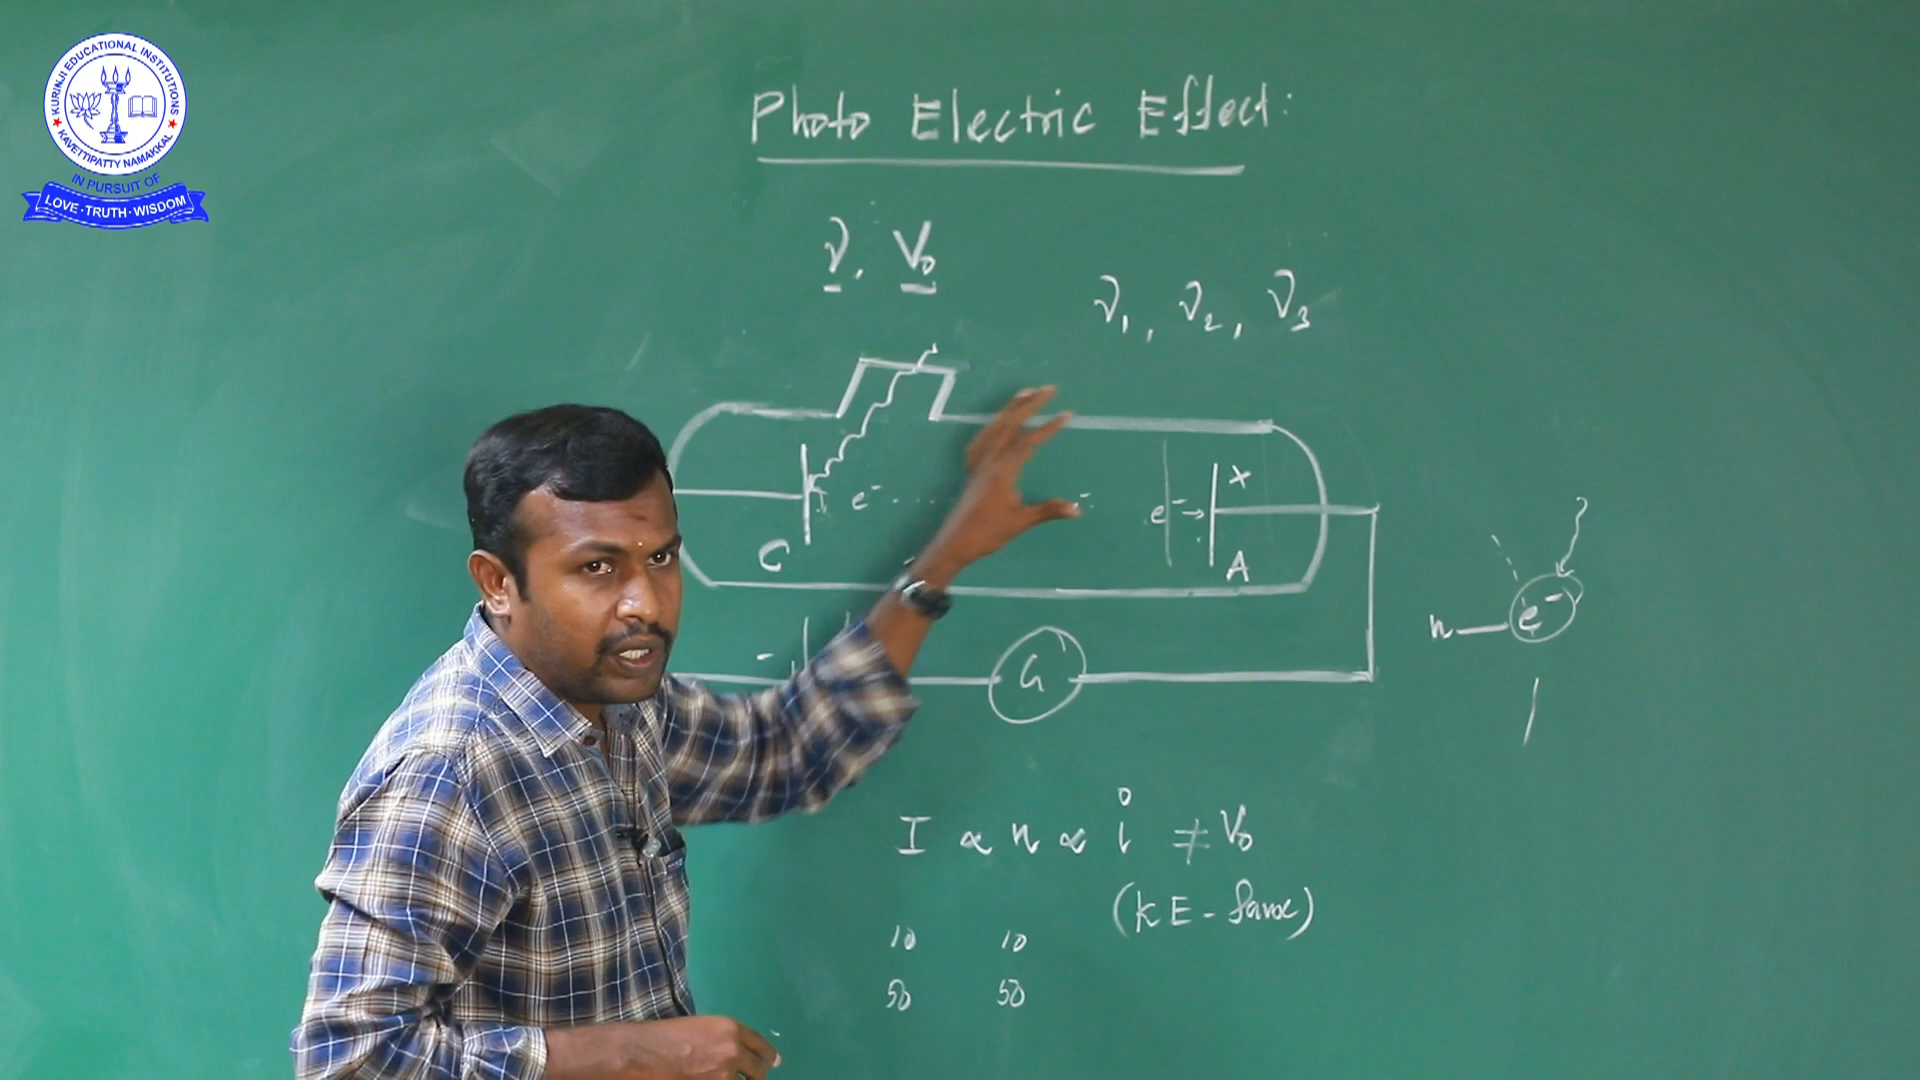 KURINJI EDUCATIONAL INSTITUTIONS
KAVETTIPATTY NAMAKKAL
IN PURSUIT OF
LOVE · TRUTH · WISDOM
Photo Electric Effect:
ν, V₀
ν₁, ν₂, ν₃
e⁻ e⁻ → +
C A
e⁻
n
-
G
I ∝ n ∝ i ≠ V₀
(KE -
10 10
50 50